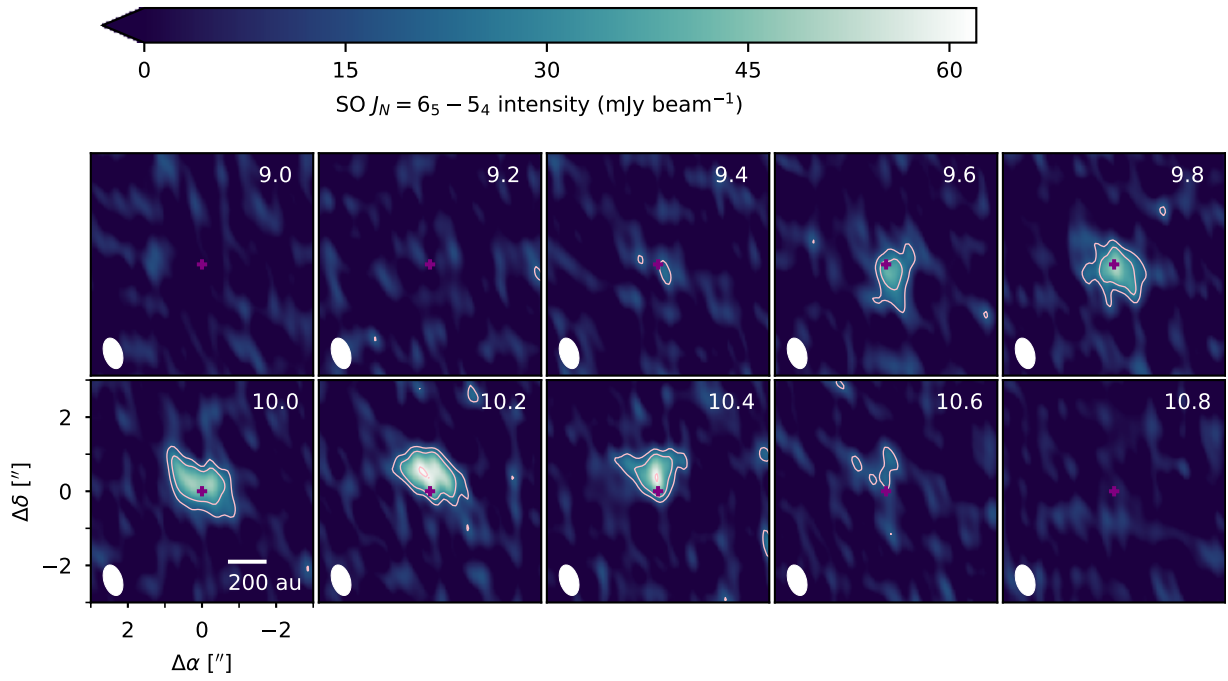 0 15 30 45 60
SO J_N = 6₅ − 5₄ intensity (mJy beam⁻¹)
9.0 9.2 9.4 9.6 9.8
10.0 10.2 10.4 10.6 10.8
2
0
−2
Δδ [″]
200 au
2 0 −2
Δα [″]